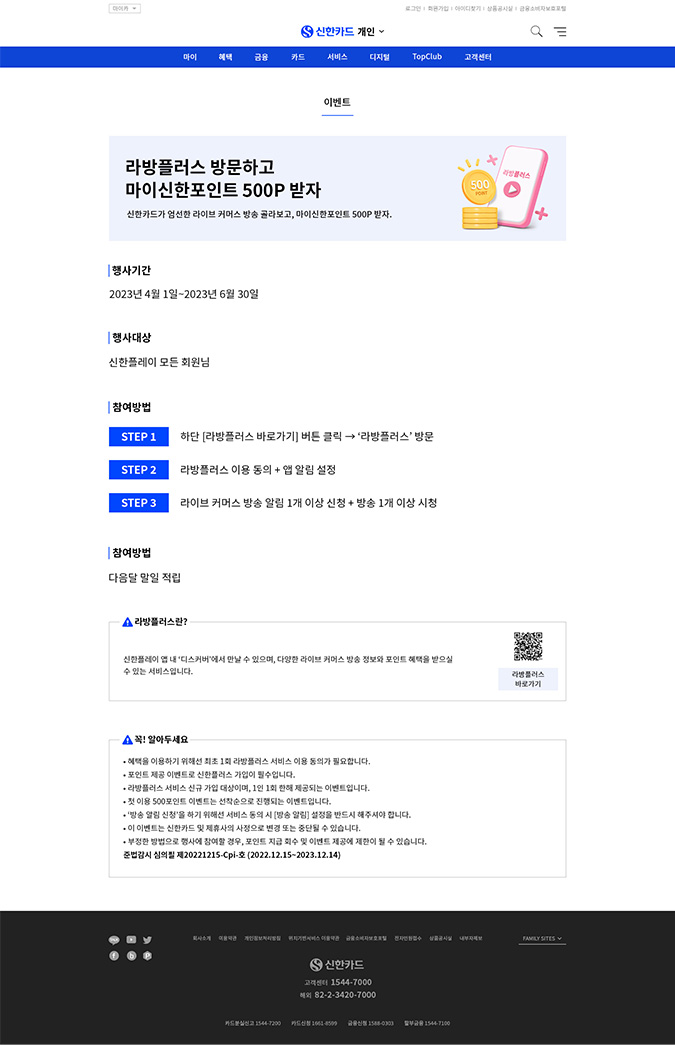 마이카
로그인 | 회원가입 | 아이디찾기 | 상품공시실 | 금융소비자보호포털
신한카드 개인
마이 혜택 금융 카드 서비스 디지털 TopClub 고객센터
이벤트
라방플러스 방문하고
마이신한포인트 500P 받자
신한카드가 엄선한 라이브 커머스 방송 골라보고, 마이신한포인트 500P 받자.
라방플러스
500
POINT
행사기간
2023년 4월 1일~2023년 6월 30일
행사대상
신한플레이 모든 회원님
참여방법
STEP 1 하단 [라방플러스 바로가기] 버튼 클릭 → ‘라방플러스’ 방문
STEP 2 라방플러스 이용 동의 + 앱 알림 설정
STEP 3 라이브 커머스 방송 알림 1개 이상 신청 + 방송 1개 이상 시청
참여방법
다음달 말일 적립
라방플러스란?
신한플레이 앱 내 ‘디스커버’에서 만날 수 있으며, 다양한 라이브 커머스 방송 정보와 포인트 혜택을 받으실
수 있는 서비스입니다.
라방플러스
바로가기
꼭! 알아두세요
• 혜택을 이용하기 위해선 최초 1회 라방플러스 서비스 이용 동의가 필요합니다.
• 포인트 제공 이벤트로 신한플러스 가입이 필수입니다.
• 라방플러스 서비스 신규 가입 대상이며, 1인 1회 한해 제공되는 이벤트입니다.
• 첫 이용 500포인트 이벤트는 선착순으로 진행되는 이벤트입니다.
• ‘방송 알림 신청’을 하기 위해선 서비스 동의 시 [방송 알림] 설정을 반드시 해주셔야 합니다.
• 이 이벤트는 신한카드 및 제휴사의 사정으로 변경 또는 중단될 수 있습니다.
• 부정한 방법으로 행사에 참여할 경우, 포인트 지급 회수 및 이벤트 제공에 제한이 될 수 있습니다.
준법감시 심의필 제20221215-Cpi-호 (2022.12.15~2023.12.14)
회사소개 이용약관 개인정보처리방침 위치기반서비스 이용약관 금융소비자보호포털 전자민원접수 상품공시실 내부자제보
FAMILY SITES
신한카드
고객센터 1544-7000
해외 82-2-3420-7000
카드분실신고 1544-7200 카드신청 1661-8599 금융신청 1588-0303 할부금융 1544-7100